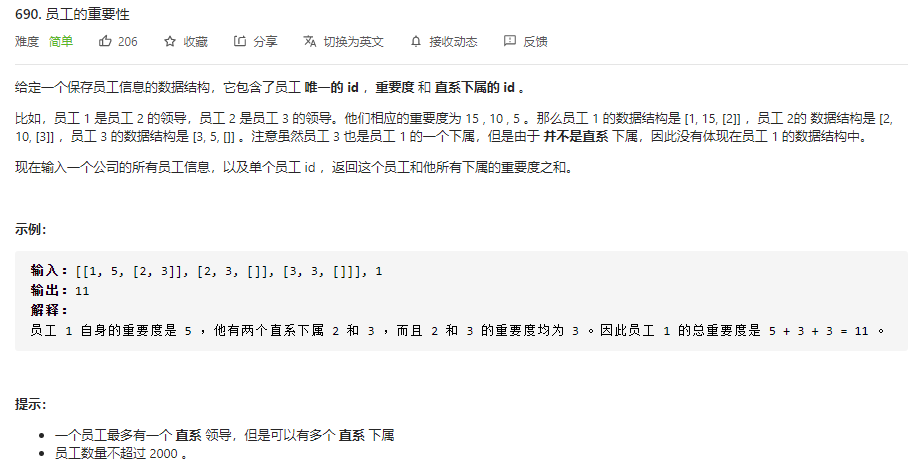 690. 员工的重要性
难度 简单 206 收藏 分享 切换为英文 接收动态 反馈
给定一个保存员工信息的数据结构，它包含了员工 唯一的 id ，重要度 和 直系下属的 id 。
比如，员工 1 是员工 2 的领导，员工 2 是员工 3 的领导。他们相应的重要度为 15 , 10 , 5 。那么员工 1 的数据结构是 [1, 15, [2]] ，员工 2的 数据结构是 [2,
10, [3]] ，员工 3 的数据结构是 [3, 5, []] 。注意虽然员工 3 也是员工 1 的一个下属，但是由于 并不是直系 下属，因此没有体现在员工 1 的数据结构中。
现在输入一个公司的所有员工信息，以及单个员工 id ，返回这个员工和他所有下属的重要度之和。
示例：
输入：[[1, 5, [2, 3]], [2, 3, []], [3, 3, []]], 1
输出：11
解释：
员工 1 自身的重要度是 5 ，他有两个直系下属 2 和 3 ，而且 2 和 3 的重要度均为 3 。因此员工 1 的总重要度是 5 + 3 + 3 = 11 。
提示：
• 一个员工最多有一个 直系 领导，但是可以有多个 直系 下属
• 员工数量不超过 2000 。